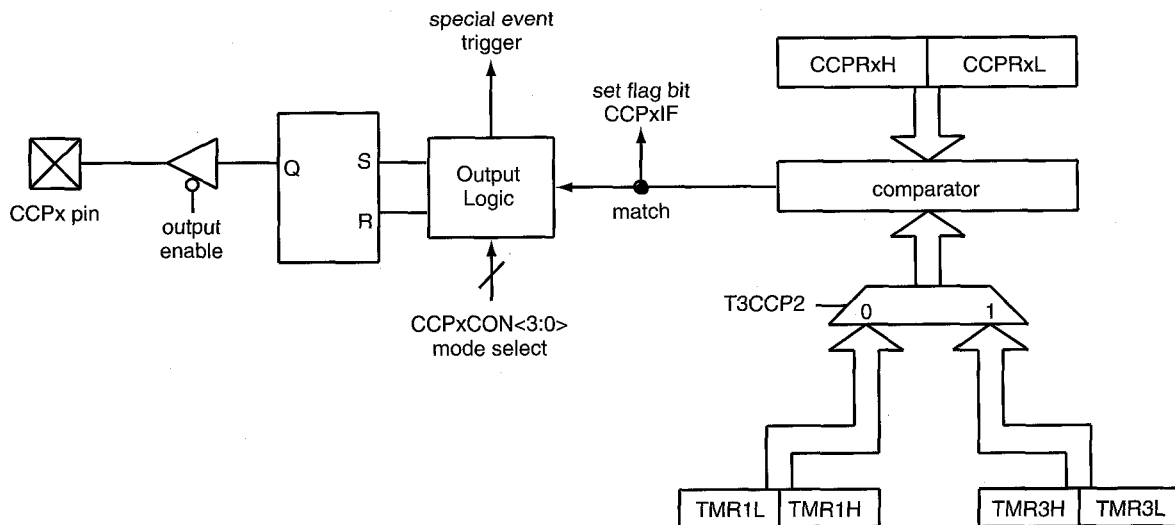 special event
trigger
CCPRxH CCPRxL
set flag bit
CCPxIF
Q S
R
Output
Logic
comparator
match
CCPx pin
output
enable
CCPxCON<3:0>
mode select
T3CCP2
0 1
TMR1L TMR1H
TMR3H TMR3L